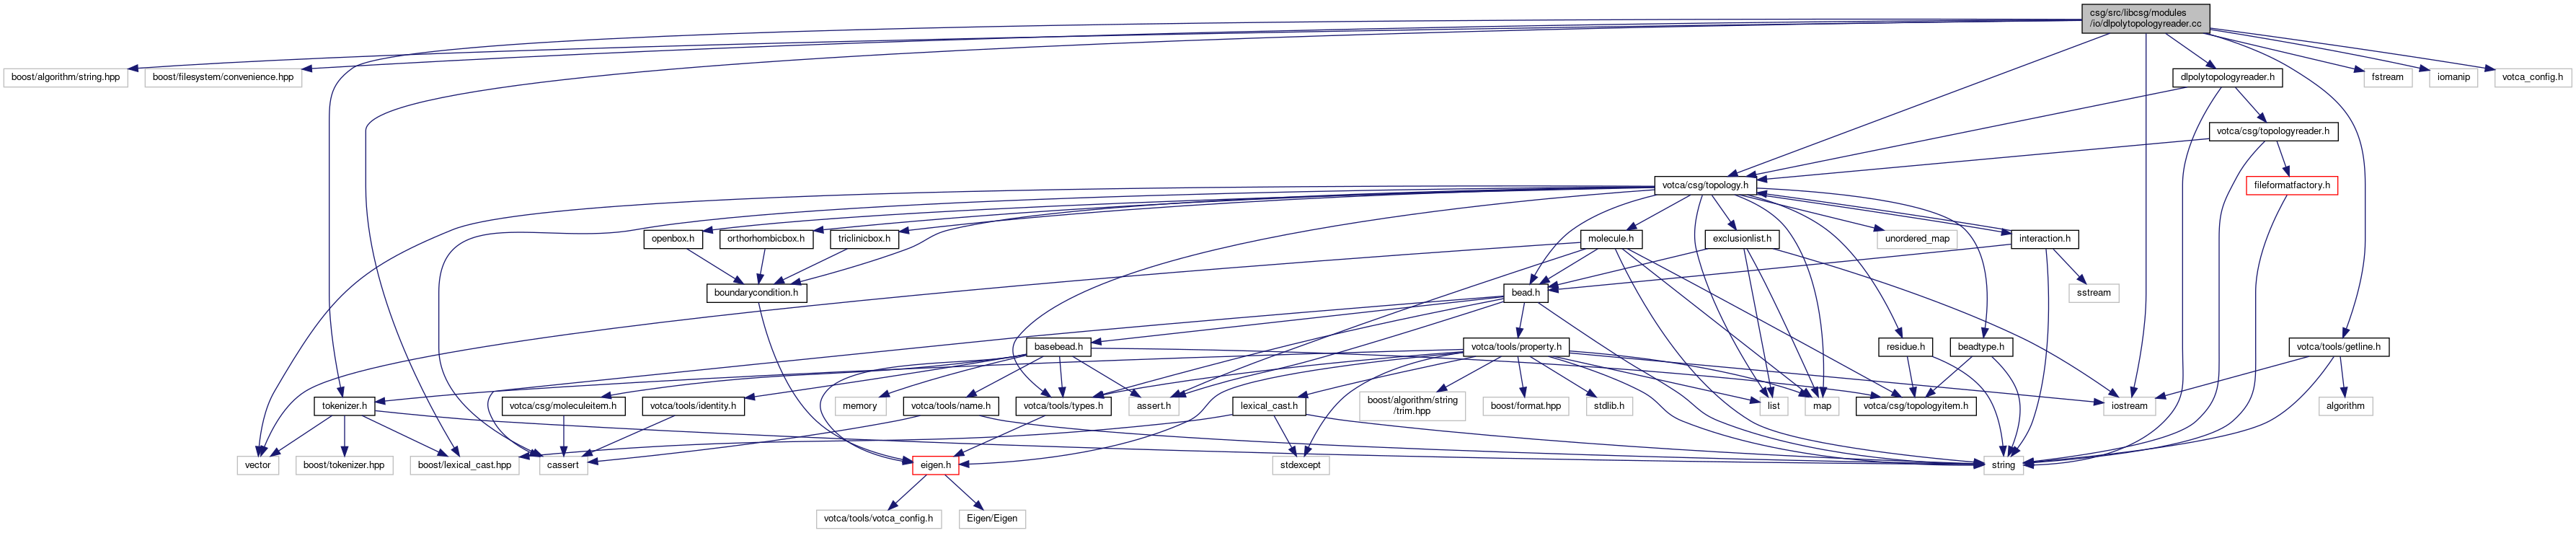 csg/src/libcsg/modules
/io/dlpolytopologyreader.cc
boost/algorithm/string.hpp
boost/filesystem/convenience.hpp
dlpolytopologyreader.h
fstream
iomanip
votca_config.h
votca/csg/topologyreader.h
votca/csg/topology.h
fileformatfactory.h
openbox.h
orthorhombicbox.h
triclinicbox.h
molecule.h
exclusionlist.h
unordered_map
interaction.h
boundarycondition.h
bead.h
sstream
basebead.h
votca/tools/property.h
residue.h
beadtype.h
votca/tools/getline.h
tokenizer.h
votca/csg/moleculeitem.h
votca/tools/identity.h
memory
votca/tools/name.h
votca/tools/types.h
assert.h
lexical_cast.h
boost/algorithm/string
/trim.hpp
boost/format.hpp
stdlib.h
list
map
votca/csg/topologyitem.h
iostream
algorithm
vector
boost/tokenizer.hpp
boost/lexical_cast.hpp
cassert
eigen.h
stdexcept
string
votca/tools/votca_config.h
Eigen/Eigen